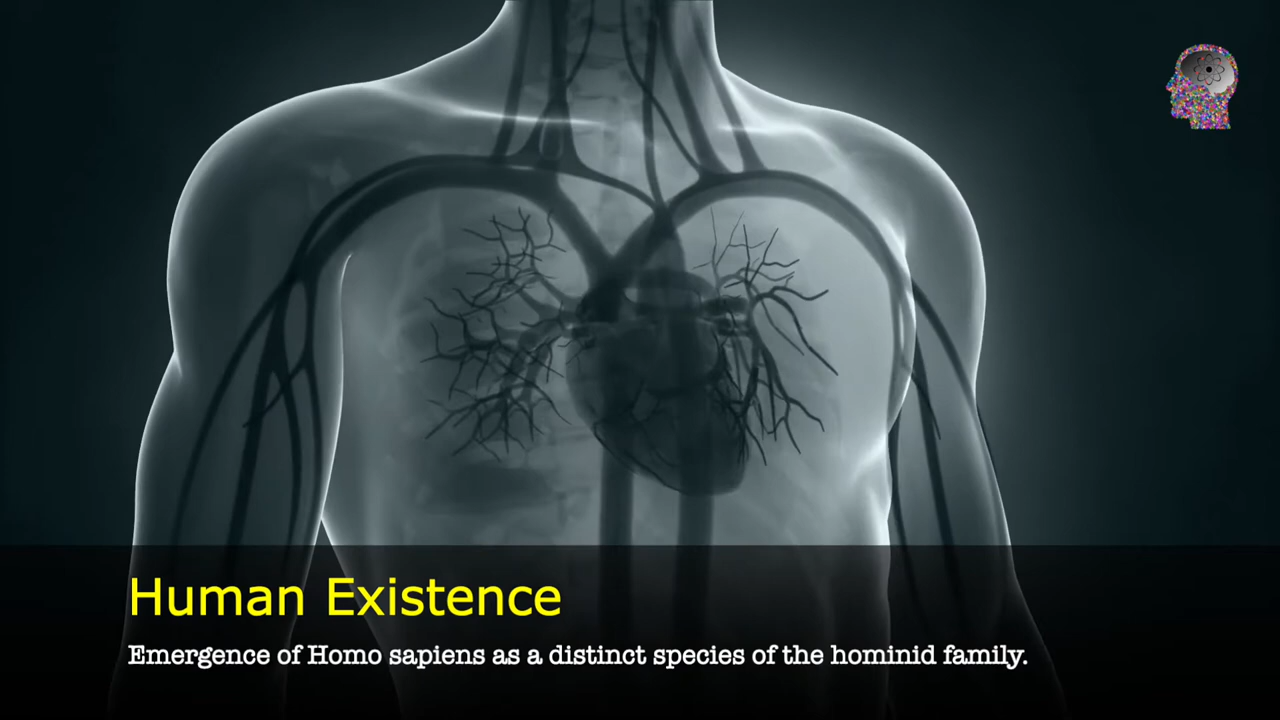 Human Existence
Emergence of Homo sapiens as a distinct species of the hominid family.